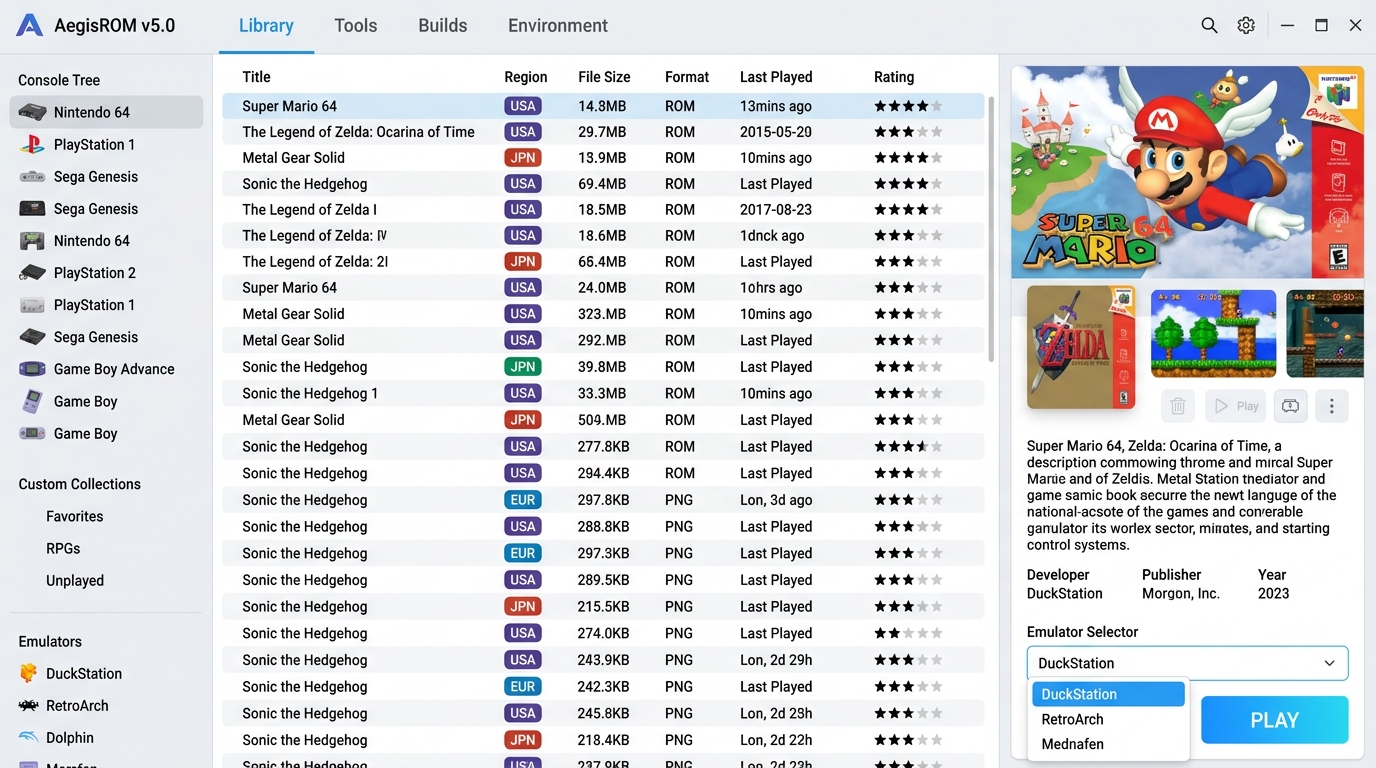 AegisROM v5.0
Library
Tools
Builds
Environment
Console Tree
Nintendo 64
PlayStation 1
Sega Genesis
Sega Genesis
Nintendo 64
PlayStation 2
PlayStation 1
Sega Genesis
Game Boy Advance
Game Boy
Game Boy
Custom Collections
Favorites
RPGs
Unplayed
Emulators
DuckStation
RetroArch
Dolphin
Title Region File Size Format Last Played Rating
Super Mario 64 USA 14.3MB ROM 13mins ago
The Legend of Zelda: Ocarina of Time USA 29.7MB ROM 2015-05-29
Metal Gear Solid JPN 13.9MB ROM 10mins ago
Sonic the Hedgehog USA 69.4MB ROM Last Played
The Legend of Zelda I USA 18.5MB ROM 2017-08-23
The Legend of Zelda: IV USA 18.6MB ROM 1dnck ago
The Legend of Zelda: 2I JPN 66.4MB ROM Last Played
Super Mario 64 USA 24.0MB ROM 1ohrs ago
Metal Gear Solid USA 323.MB ROM 10mins ago
Metal Gear Solid USA 292.MB ROM Last Played
Sonic the Hedgehog JPN 39.8MB ROM Last Played
Sonic the Hedgehog 1 USA 33.3MB ROM 10mins ago
Metal Gear Solid JPN 504.MB ROM Last Played
Sonic the Hedgehog USA 277.8KB ROM Last Played
Sonic the Hedgehog USA 294.4KB ROM Last Played
Sonic the Hedgehog EUR 297.8KB PNG Lon, 3d ago
Sonic the Hedgehog USA 288.8KB PNG Last Played
Sonic the Hedgehog EUR 297.3KB PNG Last Played
Sonic the Hedgehog USA 289.5KB PNG Last Played
Sonic the Hedgehog JPN 215.5KB PNG Last Played
Sonic the Hedgehog USA 274.0KB PNG Last Played
Sonic the Hedgehog USA 243.9KB PNG Lon, 2d 29h
Sonic the Hedgehog EUR 242.3KB PNG Last Played
Sonic the Hedgehog USA 245.8KB PNG Lon, 2d 23h
Sonic the Hedgehog JPN 218.4KB PNG Lon, 2d 22h
Sonic the Hedgehog USA 237.9KB PNG Lon, 2d 23h
SUPER
MARIO 64
ZELDA
Play
Super Mario 64, Zelda: Ocarina of Time, a
description commowing throme and mircal Super
Marue and of Zeldis. Metal Station thediator and
game samic book securre the newt languge of the
national-acsote of the games and converable
ganulator its worlex sector, minates, and starting
control systems.
Developer Publisher Year
DuckStation Morgon, Inc. 2023
Emulator Selector
DuckStation
DuckStation
RetroArch
Mednafen
PLAY